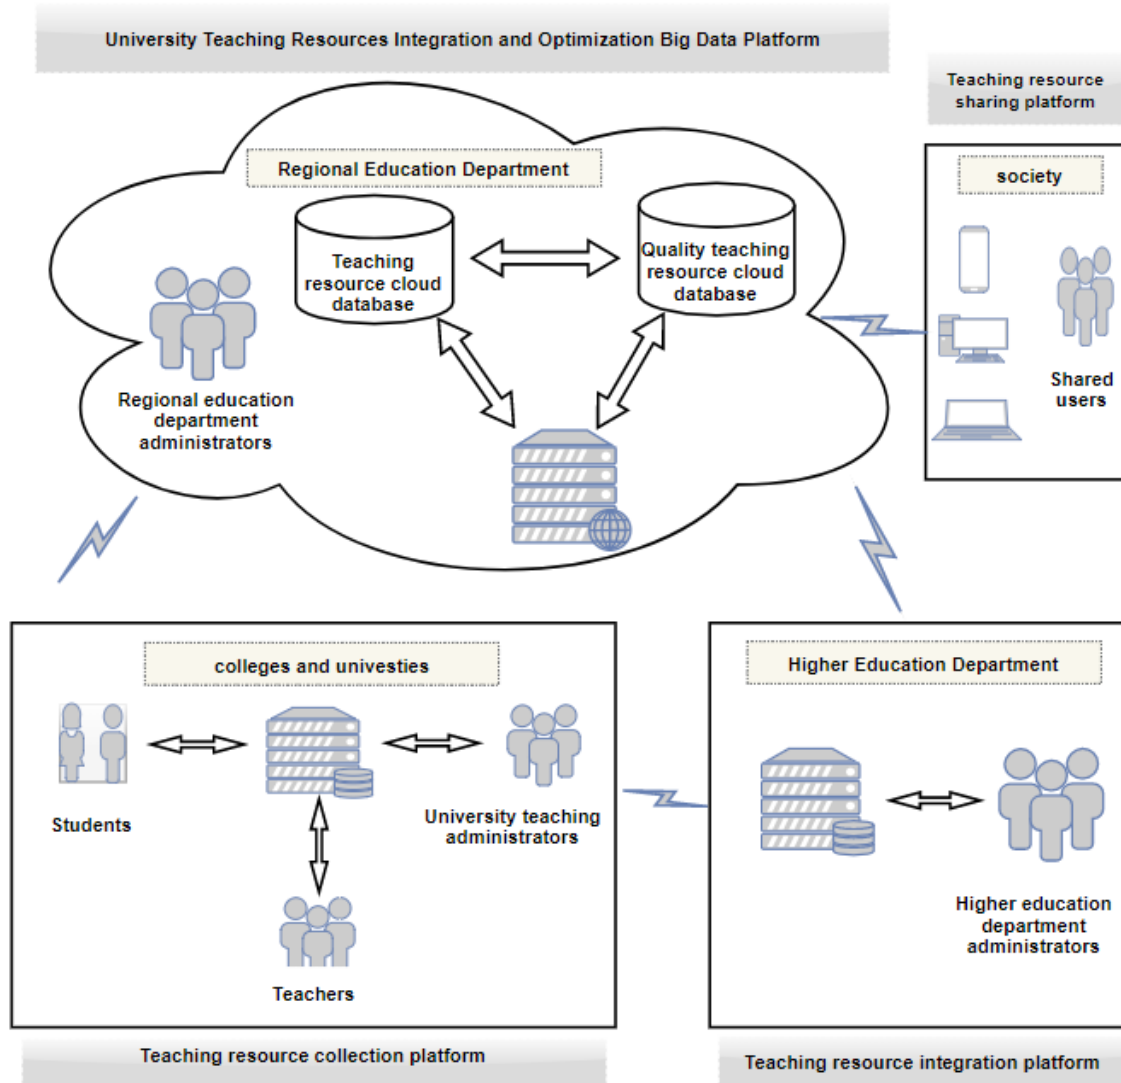 University Teaching Resources Integration and Optimization Big Data Platform
Teaching resource
sharing platform
Regional Education Department
society
Teaching
resource cloud
database
Quality teaching
resource cloud
database
Regional education
department
administrators
Shared
users
colleges and univesties
Higher Education Department
Students
University teaching
administrators
Teachers
Higher education
department
administrators
Teaching resource collection platform
Teaching resource integration platform